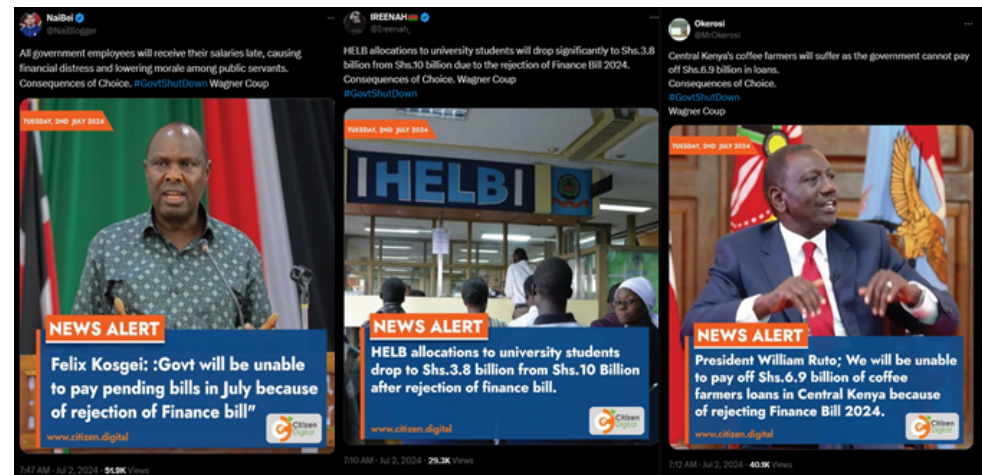 NaiBei
@NaiBlogger
All government employees will receive their salaries late, causing
financial distress and lowering morale among public servants.
Consequences of Choice. #GovtShutDown Wagner Coup
TUESDAY, 2ND JULY 2024
NEWS ALERT
Felix Kosgei: :Govt will be unable
to pay pending bills in July because
of rejection of Finance bill"
www.citizen.digital
Citizen
Digital
7:47 AM · Jul 2, 2024 · 51.9K Views
IREENAH
@Ireenah_
HELB allocations to university students will drop significantly to Shs.3.8
billion from Shs.10 billion due to the rejection of Finance Bill 2024.
Consequences of Choice. Wagner Coup
#GovtShutDown
TUESDAY, 2ND JULY 2024
HELB
NEWS ALERT
HELB allocations to university students
drop to Shs.3.8 billion from Shs.10 Billion
after rejection of finance bill.
www.citizen.digital
Citizen
Digital
7:10 AM · Jul 2, 2024 · 29.3K Views
Okerosi
@MrOkerosi
Central Kenya's coffee farmers will suffer as the government cannot pay
off Shs.6.9 billion in loans.
Consequences of Choice.
#GovtShutDown
Wagner Coup
TUESDAY, 2ND JULY 2024
NEWS ALERT
President William Ruto; We will be unable
to pay off Shs.6.9 billion of coffee
farmers loans in Central Kenya because
of rejecting Finance Bill 2024.
www.citizen.digital
Citizen
Digital
7:12 AM · Jul 2, 2024 · 40.1K Views